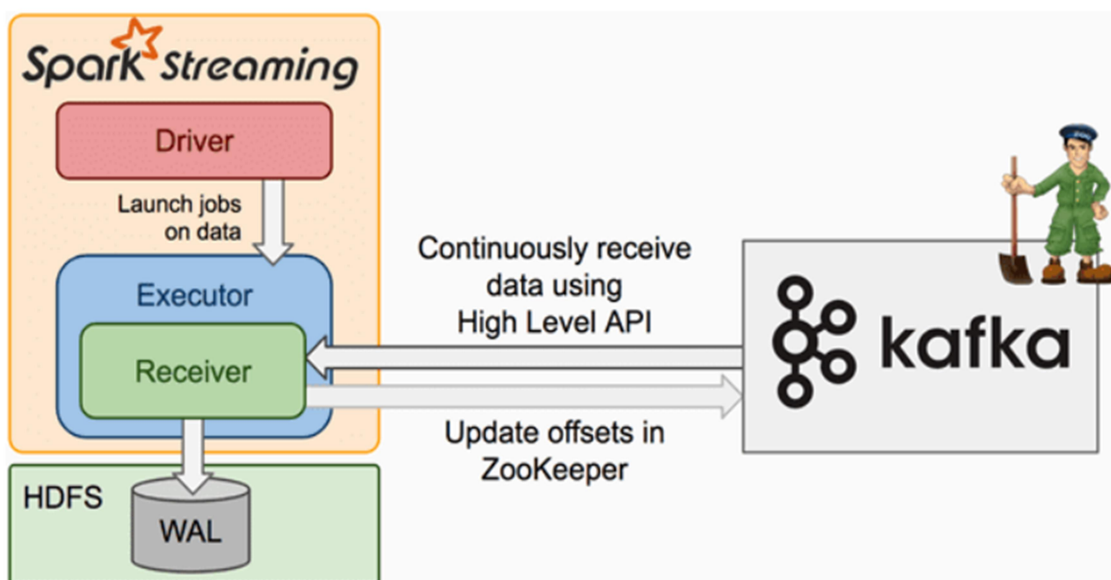 Spark Streaming
Driver
Launch jobs
on data
Executor
Receiver
Continuously receive
data using
High Level API
kafka
Update offsets in
ZooKeeper
HDFS
WAL